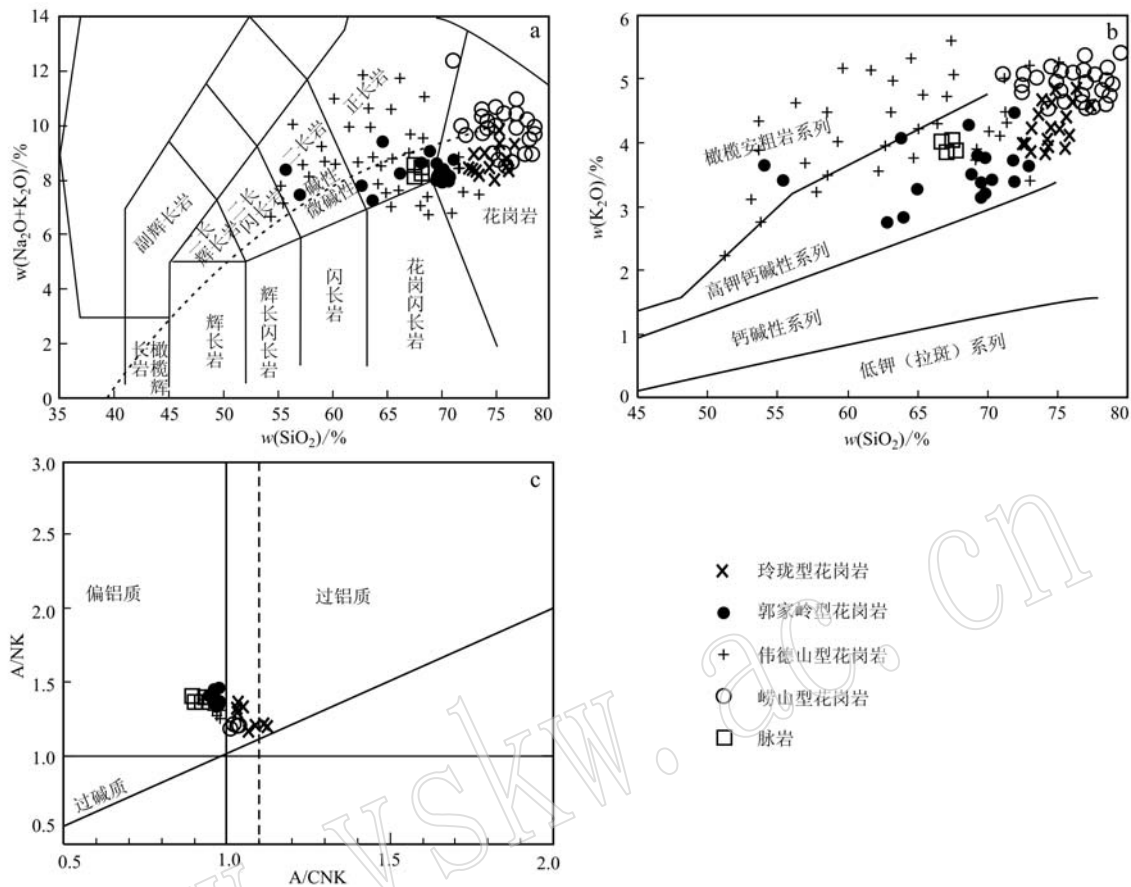 a
14
12
10
8
6
4
2
0
35
40
45
50
55
60
65
70
75
80
w(Na₂O+K₂O)/%
w(SiO₂)/%
副辉长岩
二长辉长岩
二长闪长岩
二长岩
正长岩
碱性
微碱性
花岗岩
橄榄辉长岩
辉长岩
辉长闪长岩
闪长岩
花岗闪长岩
b
6
5
4
3
2
1
0
45
51
55
60
65
70
75
80
w(K₂O)/%
w(SiO₂)/%
橄榄安粗岩系列
高钾钙碱性系列
钙碱性系列
低钾（拉斑）系列
c
3.0
2.5
2.0
1.5
1.0
0.5
0.5
1.0
1.5
2.0
A/NK
A/CNK
偏铝质
过铝质
过碱质
玲珑型花岗岩
郭家岭型花岗岩
伟德山型花岗岩
崂山型花岗岩
脉岩
.yskw.ac.cn